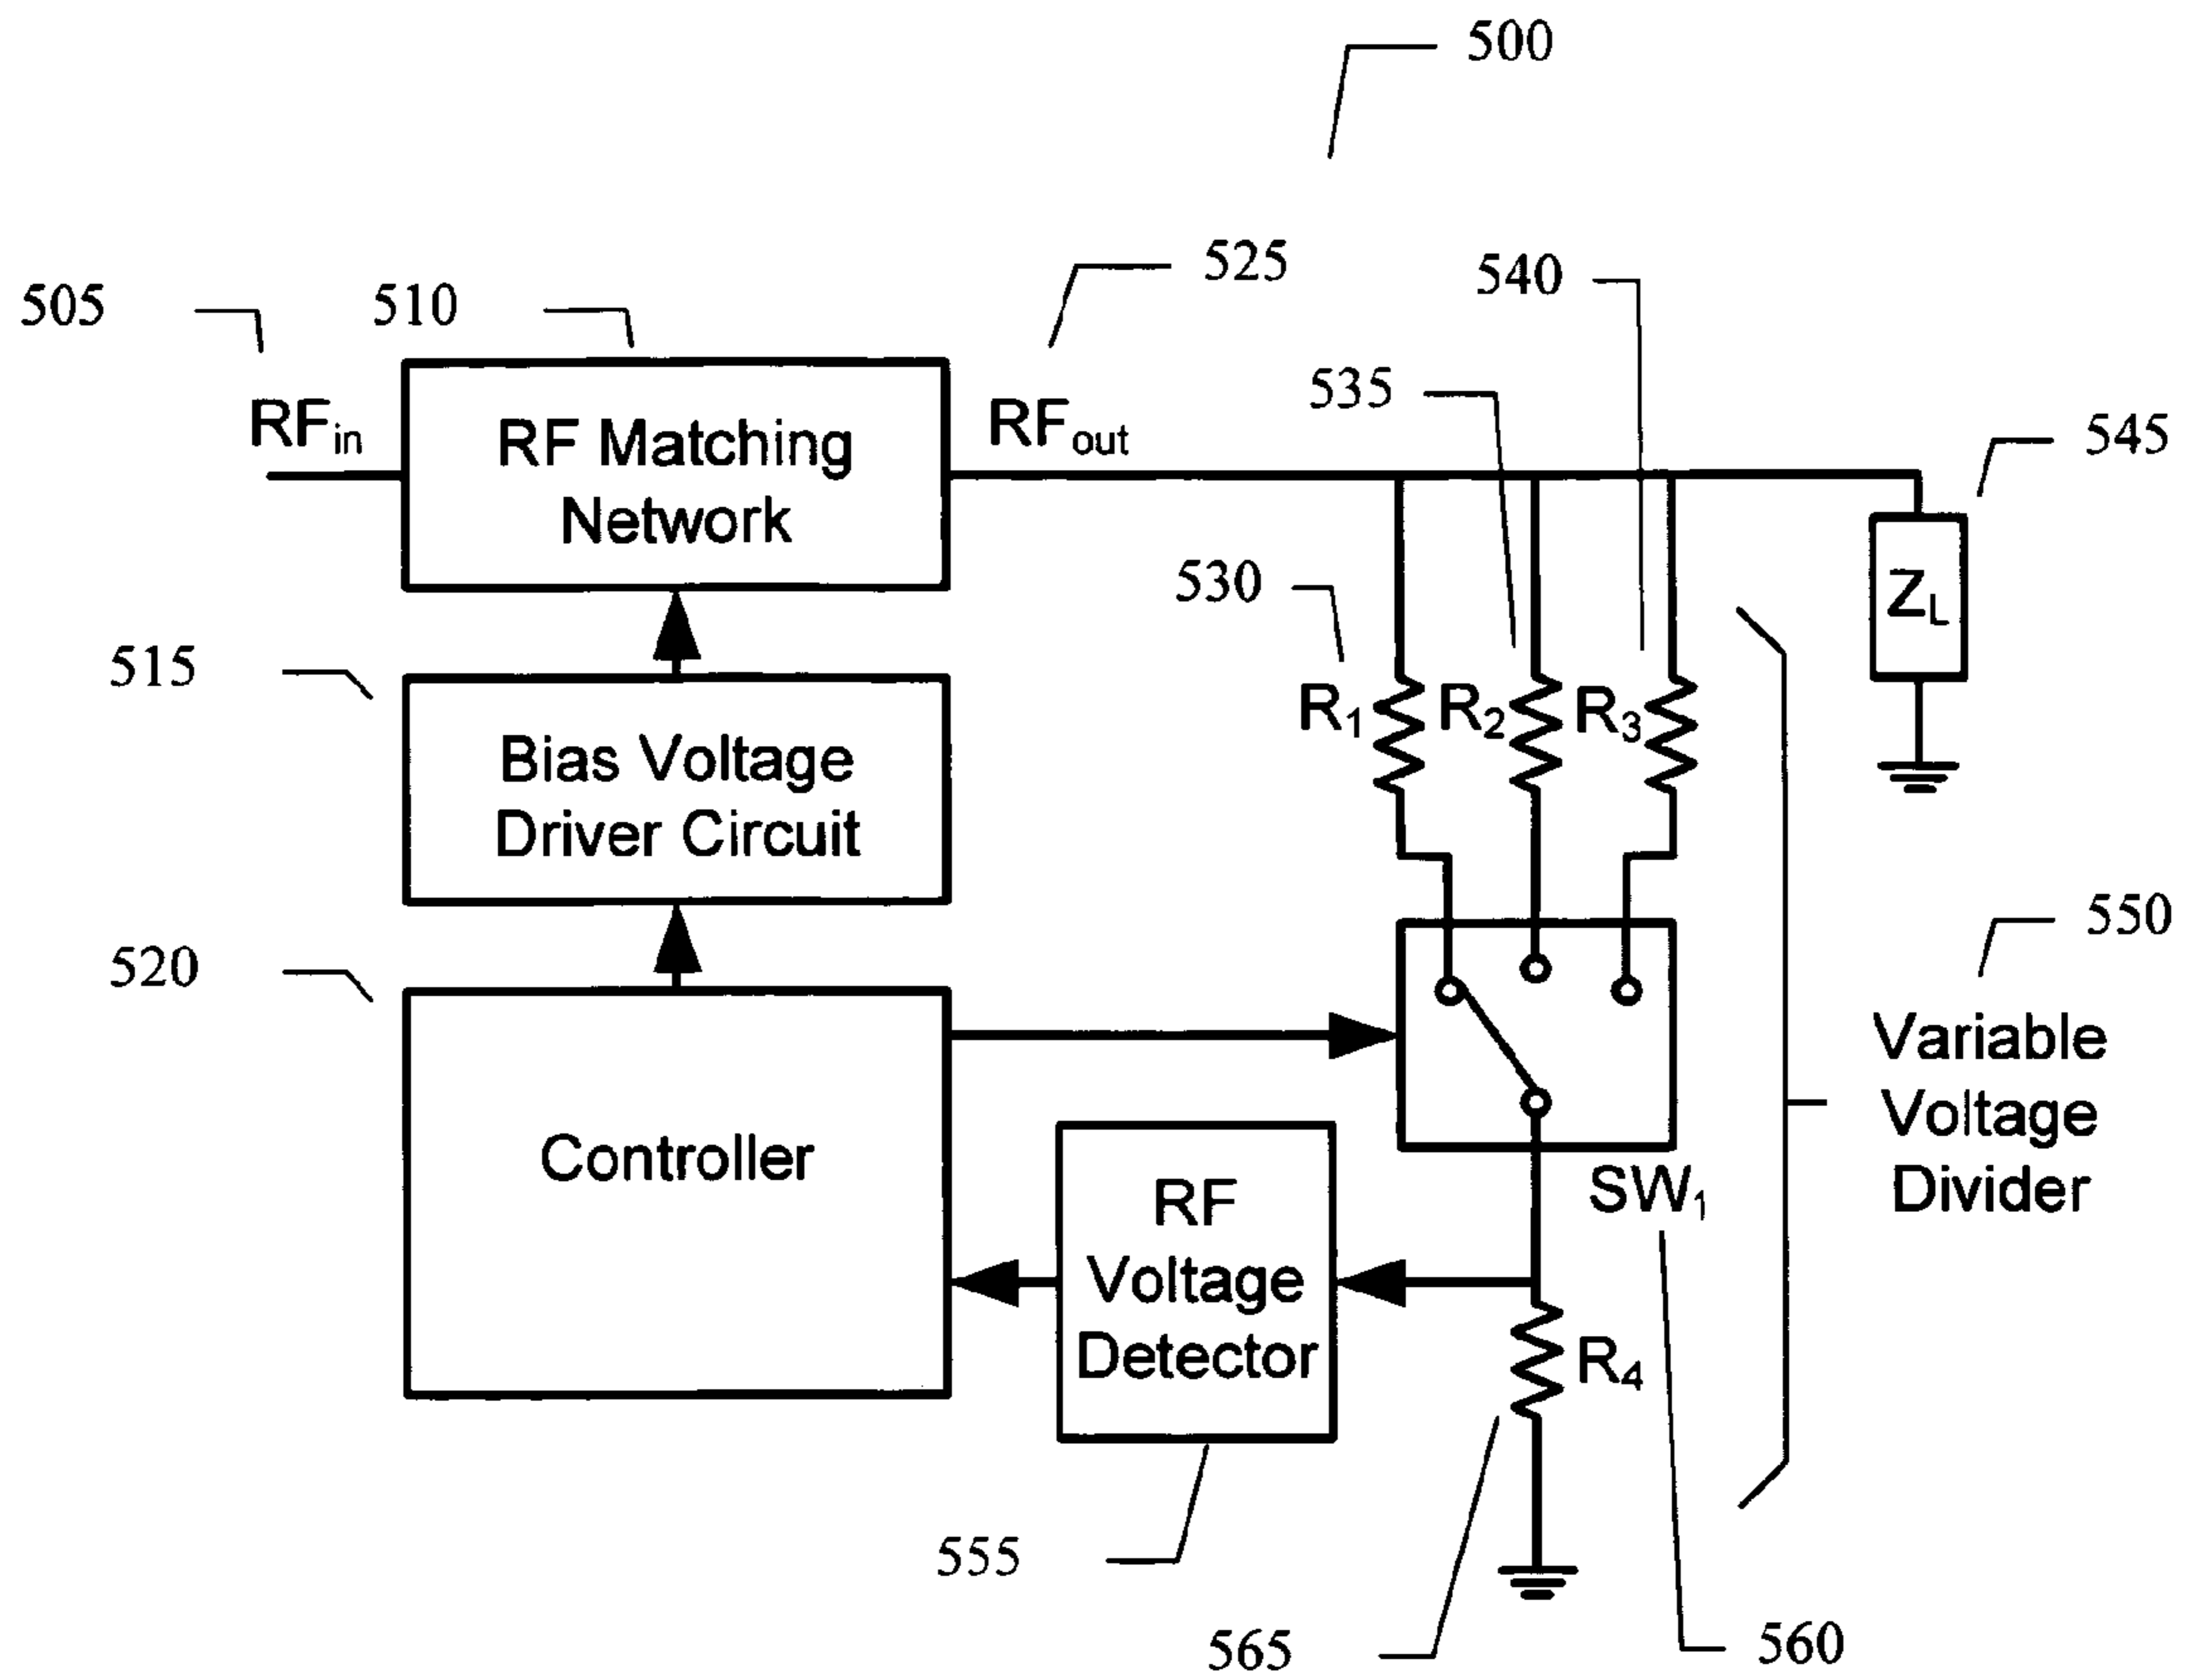 500
525
540
505
510
535
545
RFin
RF Matching
Network
RFout
530
ZL
515
R1
R2
R3
Bias Voltage
Driver Circuit
550
520
Variable
Voltage
Divider
Controller
SW1
RF
Voltage
Detector
R4
555
565
560